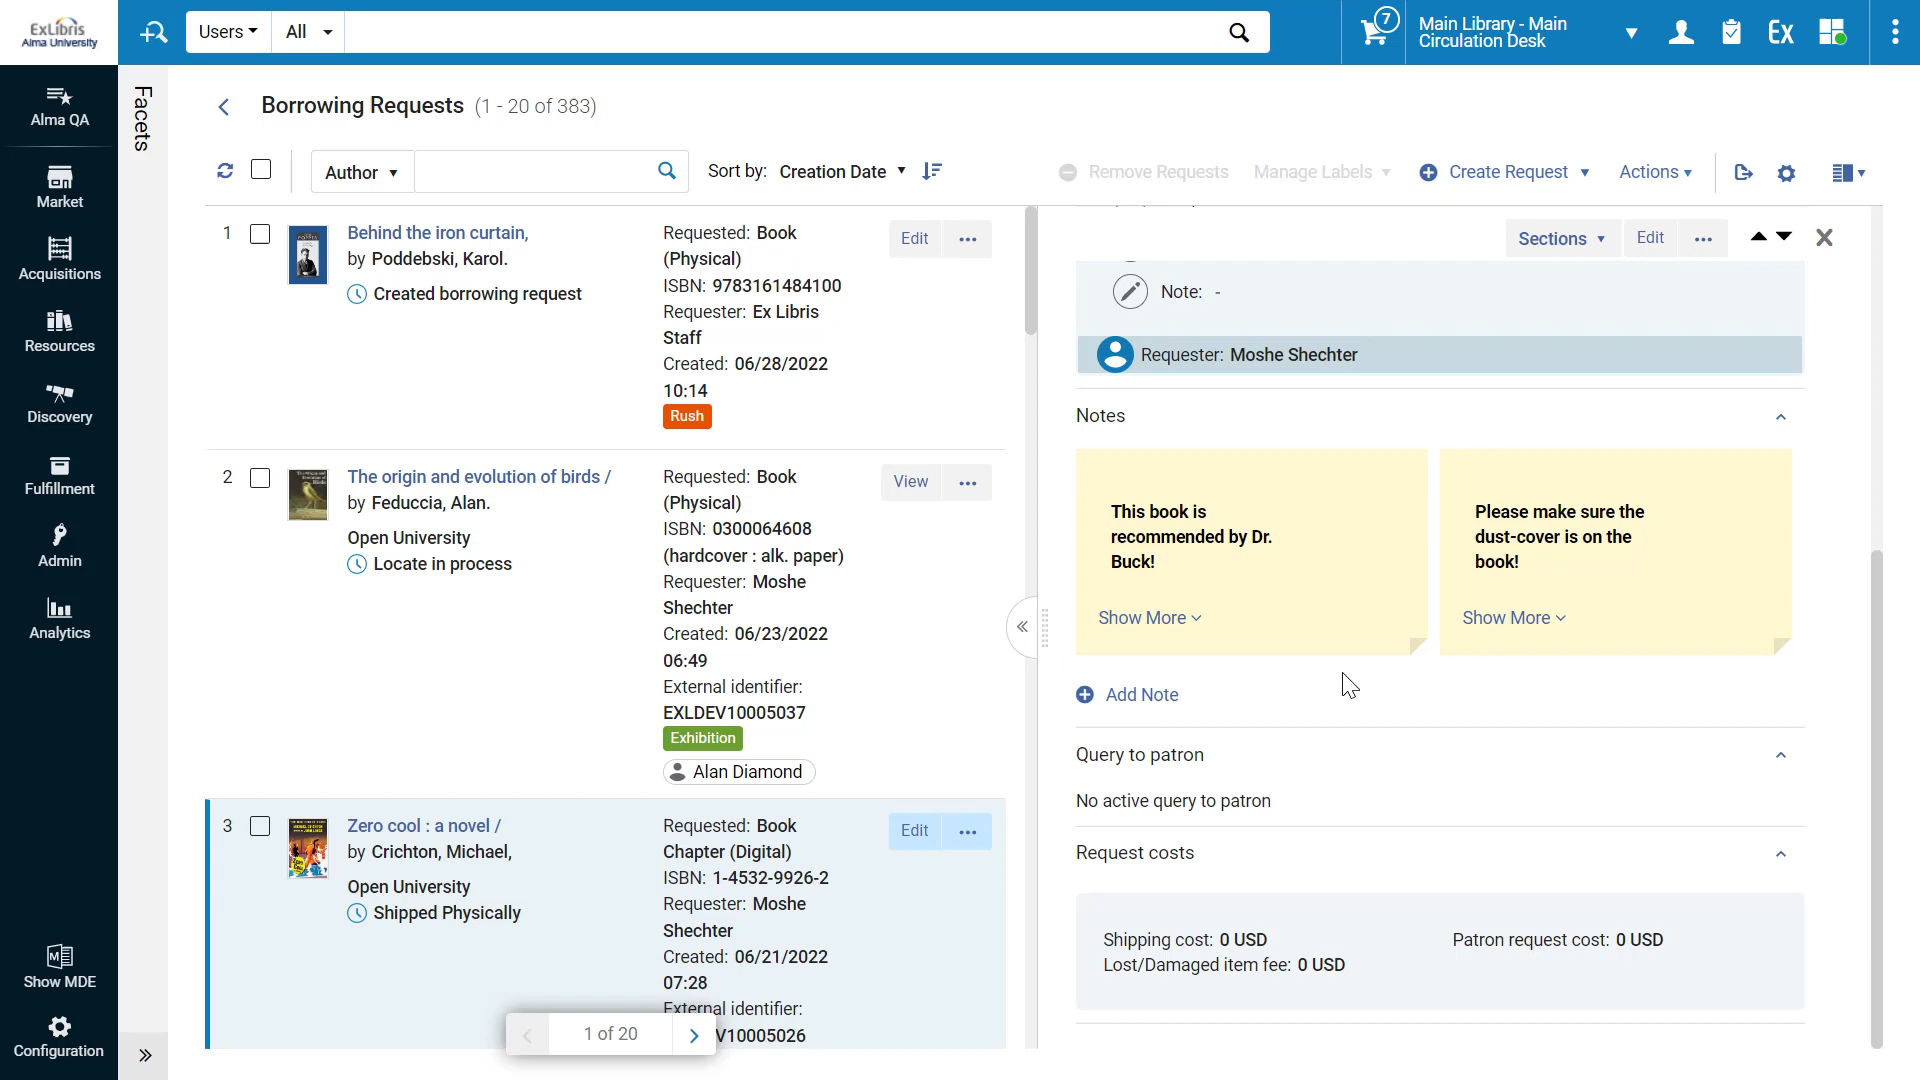 ExLibris
Alma University
Users
All
7
Main Library - Main
Circulation Desk
Ex
Alma QA
Market
Acquisitions
Resources
Discovery
Fulfillment
Admin
Analytics
Show MDE
Configuration
Facets
Borrowing Requests (1 - 20 of 383)
Author
Sort by: Creation Date
Remove Requests
Manage Labels
Create Request
Actions
1
Behind the iron curtain,
by Poddebski, Karol.
Created borrowing request
Requested: Book
(Physical)
ISBN: 9783161484100
Requester: Ex Libris
Staff
Created: 06/28/2022
10:14
Rush
Edit
2
The origin and evolution of birds /
by Feduccia, Alan.
Open University
Locate in process
Requested: Book
(Physical)
ISBN: 0300064608
(hardcover : alk. paper)
Requester: Moshe
Shechter
Created: 06/23/2022
06:49
External identifier:
EXLDEV10005037
Exhibition
Alan Diamond
View
3
Zero cool : a novel /
by Crichton, Michael,
Open University
Shipped Physically
Requested: Book
Chapter (Digital)
ISBN: 1-4532-9926-2
Requester: Moshe
Shechter
Created: 06/21/2022
07:28
External identifier:
V10005026
Edit
1 of 20
Sections
Edit
Note: -
Requester: Moshe Shechter
Notes
This book is
recommended by Dr.
Buck!
Show More
Please make sure the
dust-cover is on the
book!
Show More
Add Note
Query to patron
No active query to patron
Request costs
Shipping cost: 0 USD
Patron request cost: 0 USD
Lost/Damaged item fee: 0 USD